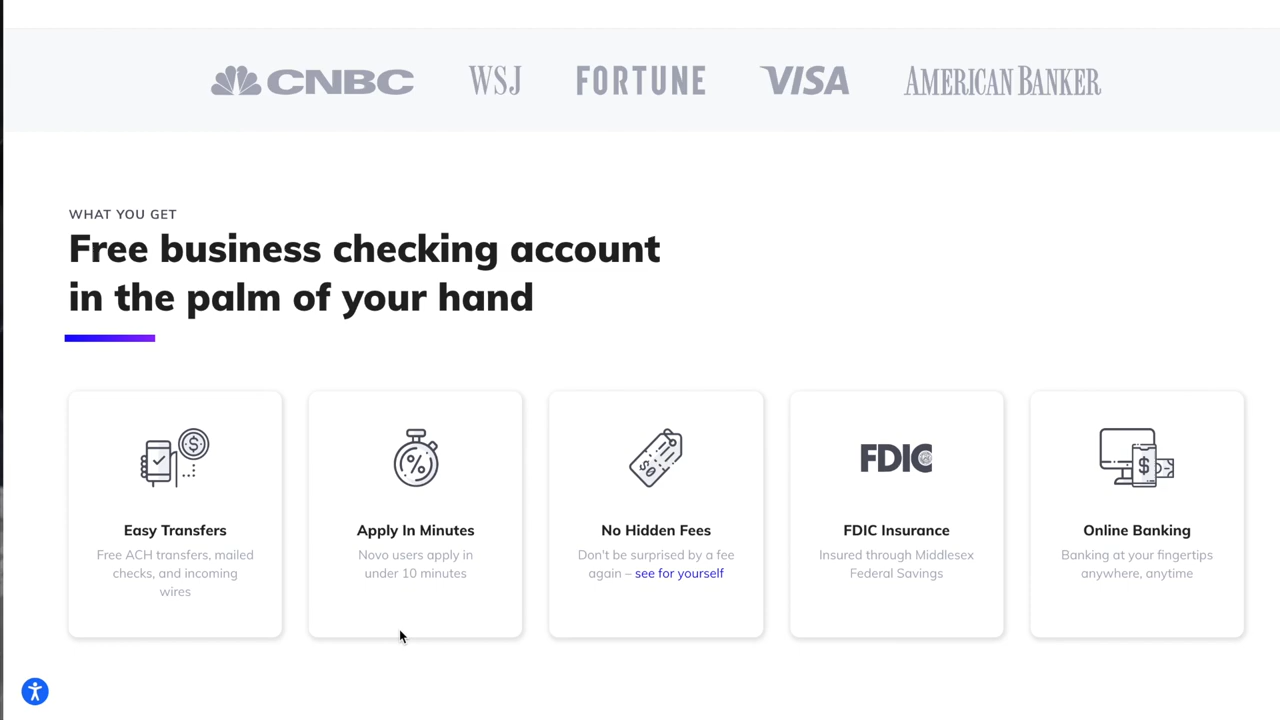 CNBC WSJ FORTUNE VISA AMERICAN BANKER
WHAT YOU GET
Free business checking account
in the palm of your hand
Easy Transfers
Free ACH transfers, mailed
checks, and incoming
wires
%
Apply In Minutes
Novo users apply in
under 10 minutes
$0
No Hidden Fees
Don't be surprised by a fee
again – see for yourself
FDIC
FDIC Insurance
Insured through Middlesex
Federal Savings
$
Online Banking
Banking at your fingertips
anywhere, anytime